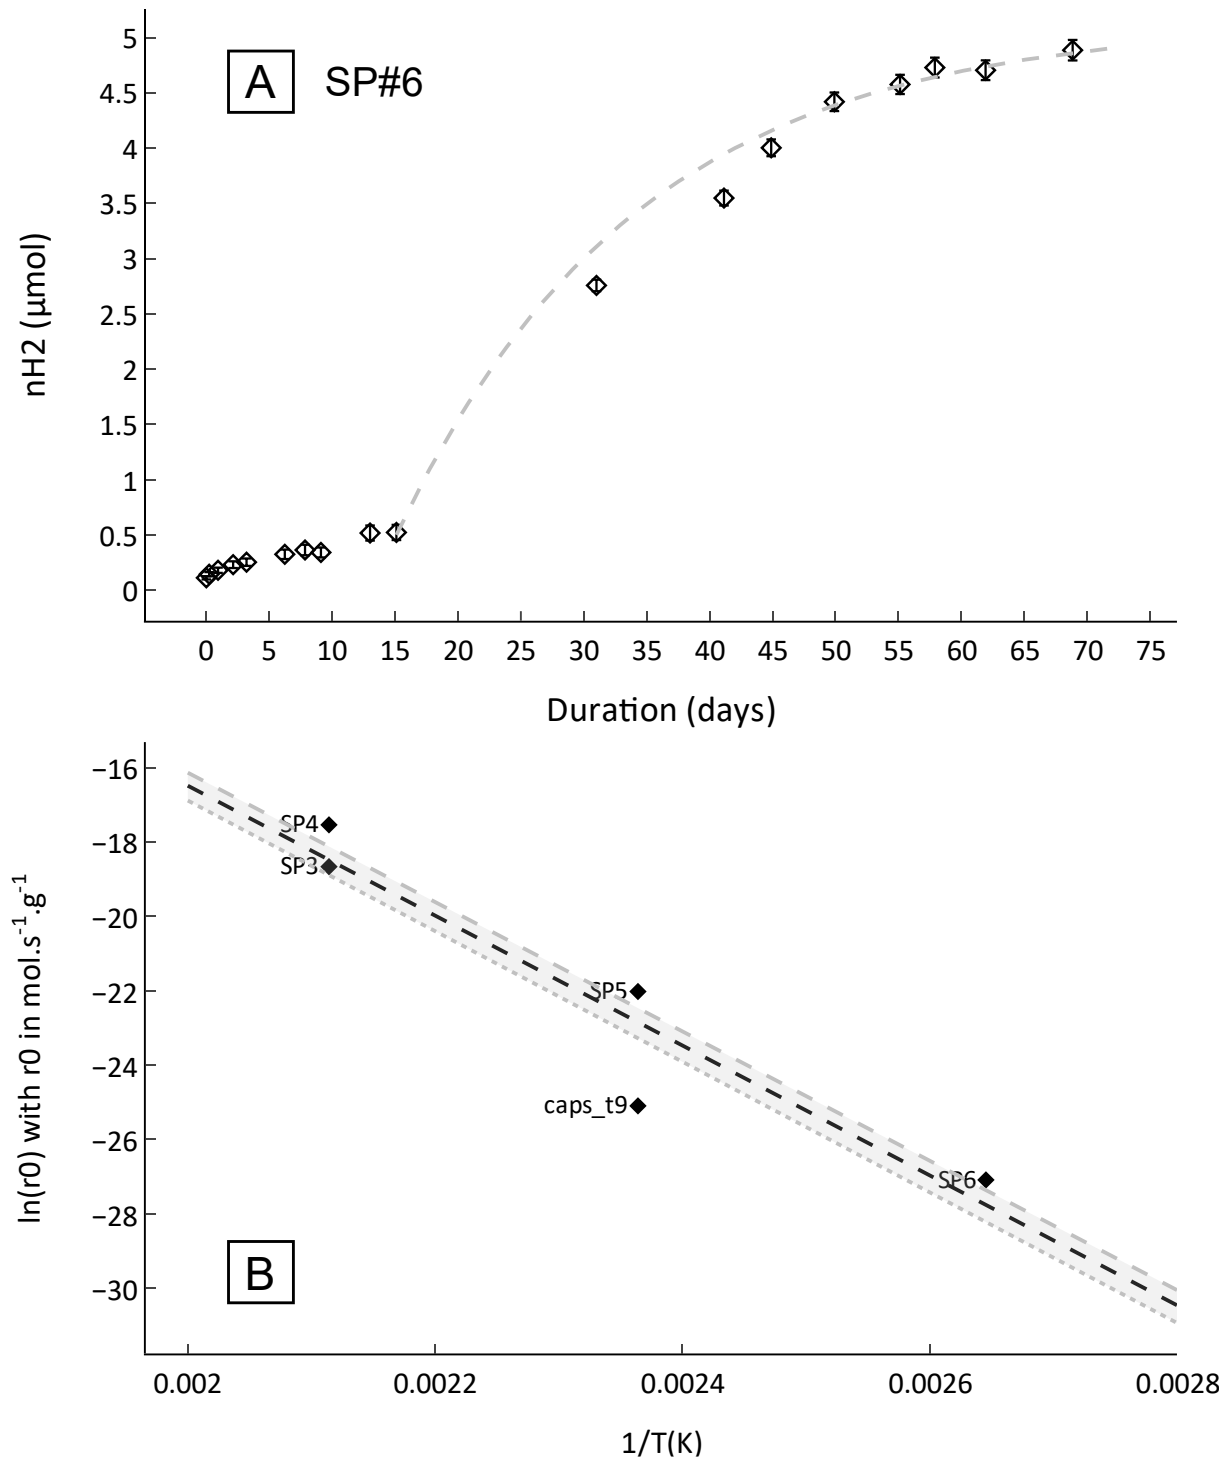 A SP#6
5
4.5
4
3.5
3
2.5
2
1.5
1
0.5
0
nH2 (µmol)
0 5 10 15 20 25 30 35 40 45 50 55 60 65 70 75
Duration (days)
−16
−18
−20
−22
−24
−26
−28
−30
ln(r0) with r0 in mol.s⁻¹.g⁻¹
SP4
SP3
SP5
caps_t9
SP6
B
0.002 0.0022 0.0024 0.0026 0.0028
1/T(K)